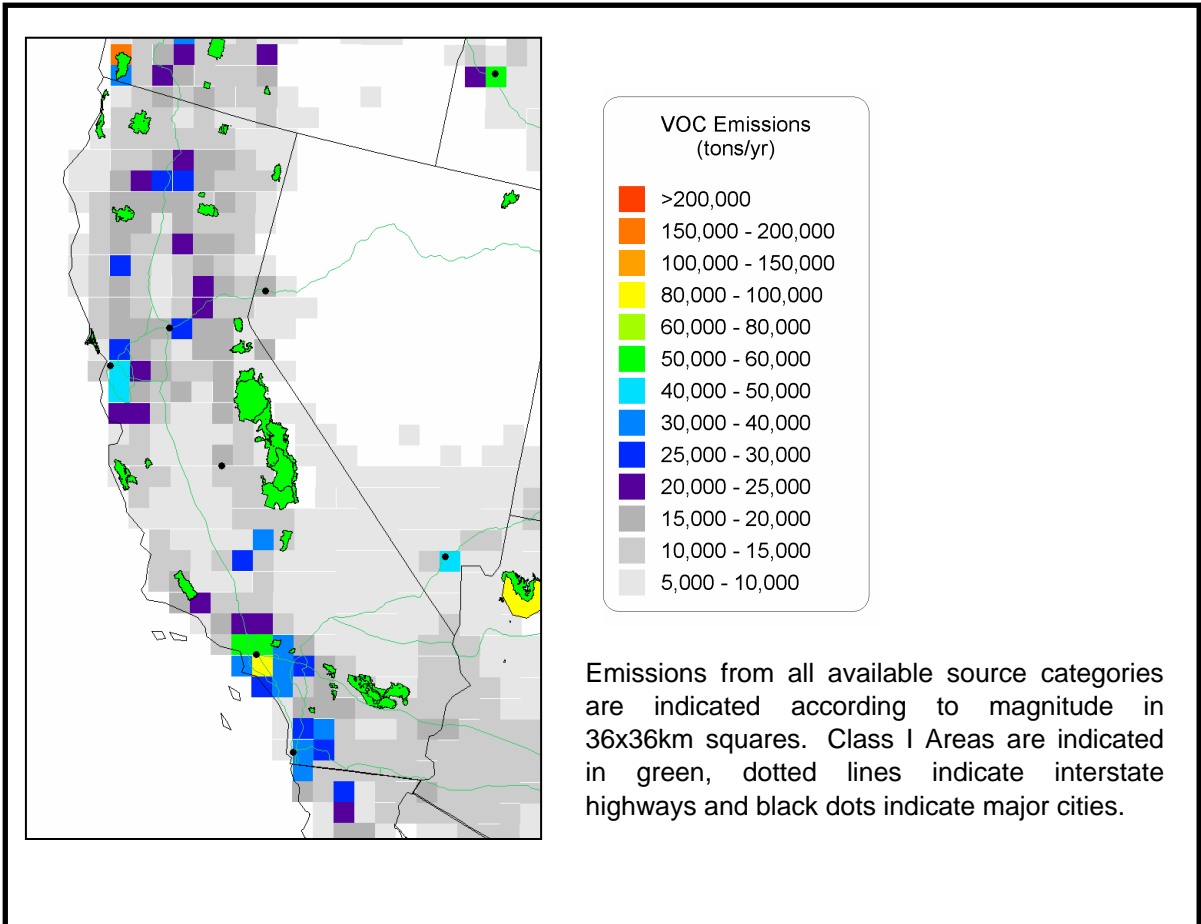 VOC Emissions
(tons/yr)
>200,000
150,000 - 200,000
100,000 - 150,000
80,000 - 100,000
60,000 - 80,000
50,000 - 60,000
40,000 - 50,000
30,000 - 40,000
25,000 - 30,000
20,000 - 25,000
15,000 - 20,000
10,000 - 15,000
5,000 - 10,000
Emissions from all available source categories
are indicated according to magnitude in
36x36km squares. Class I Areas are indicated
in green, dotted lines indicate interstate
highways and black dots indicate major cities.